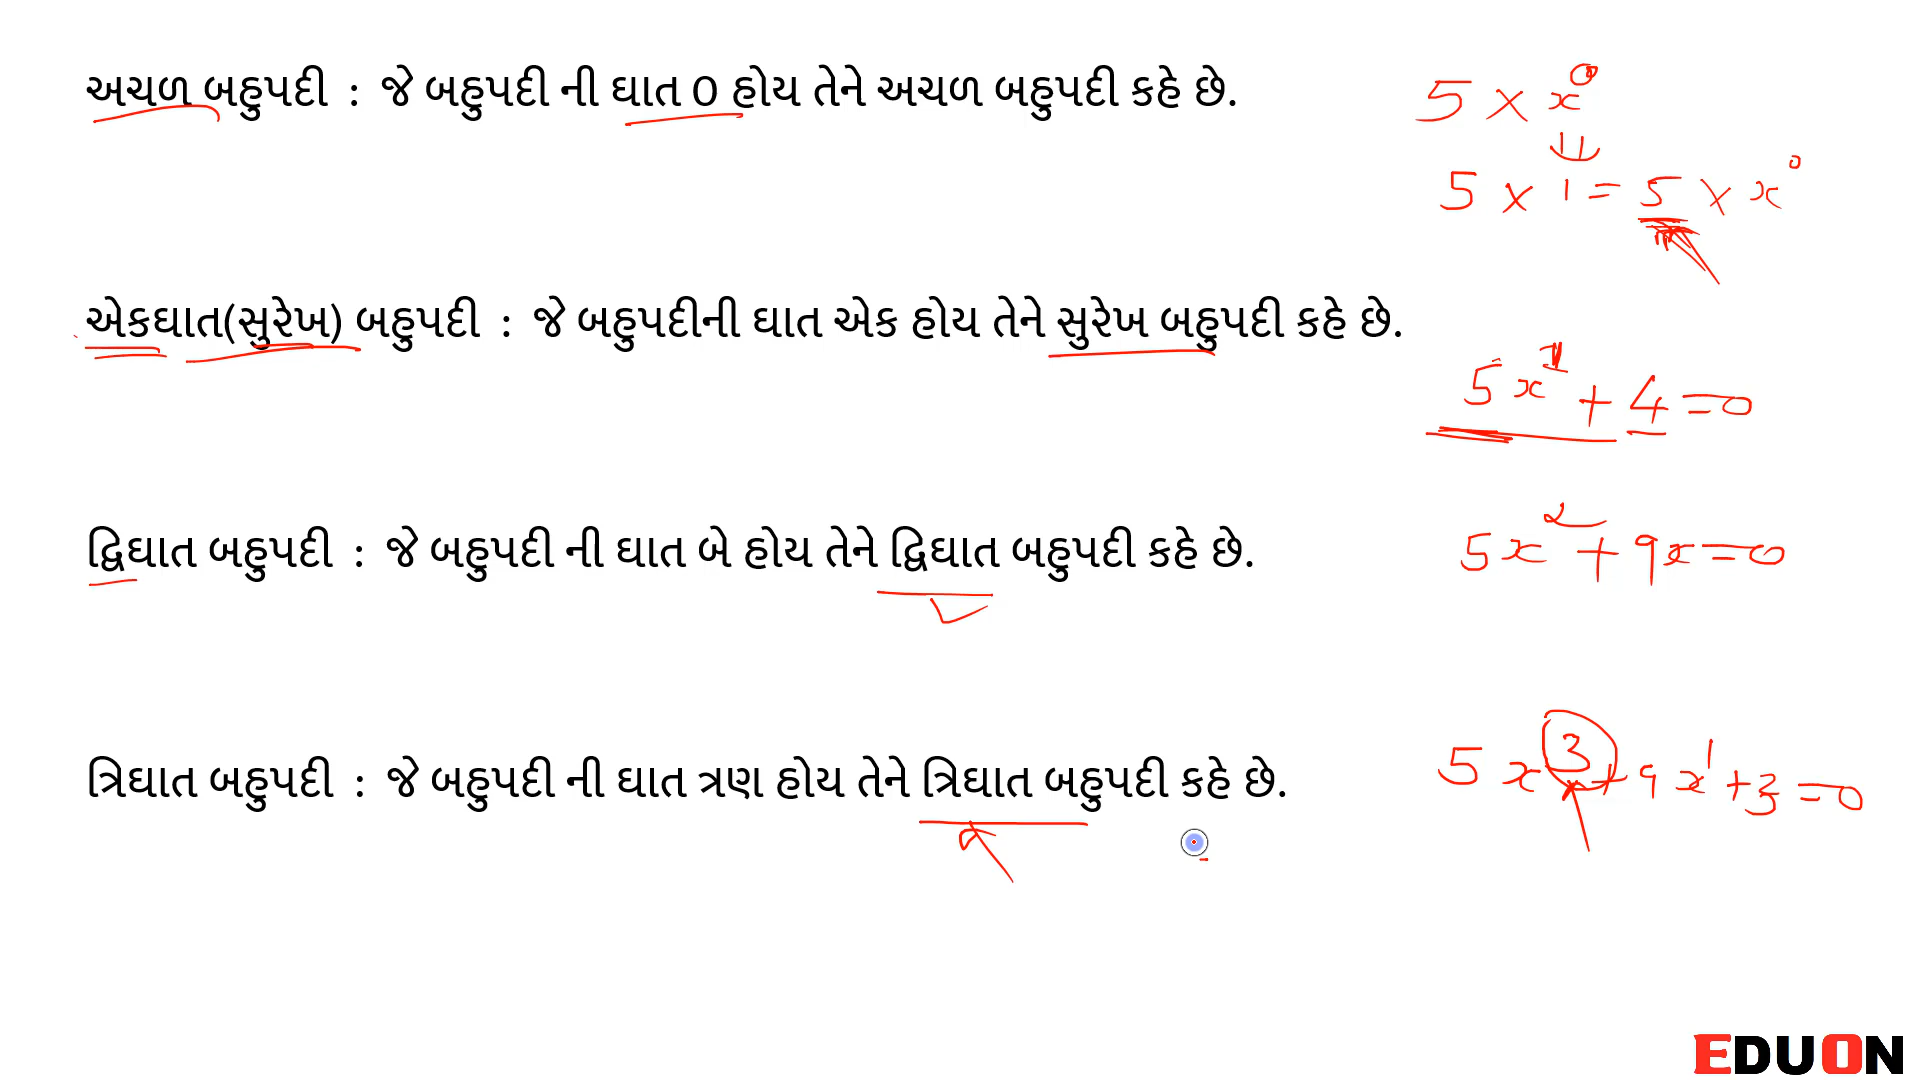 અચળ બહુપદી : જે બહુપદી ની ઘાત 0 હોય તેને અચળ બહુપદી કહે છે.
5 × x⁰
5 × 1 = 5 × x⁰
એકઘાત(સુરેખ) બહુપદી : જે બહુપદીની ઘાત એક હોય તેને સુરેખ બહુપદી કહે છે.
5x¹ + 4 = 0
દ્વિઘાત બહુપદી : જે બહુપદી ની ઘાત બે હોય તેને દ્વિઘાત બહુપદી કહે છે.
5x² + 9x = 0
ત્રિઘાત બહુપદી : જે બહુપદી ની ઘાત ત્રણ હોય તેને ત્રિઘાત બહુપદી કહે છે.
5x³ + 9x¹ + 3 = 0
EDUON